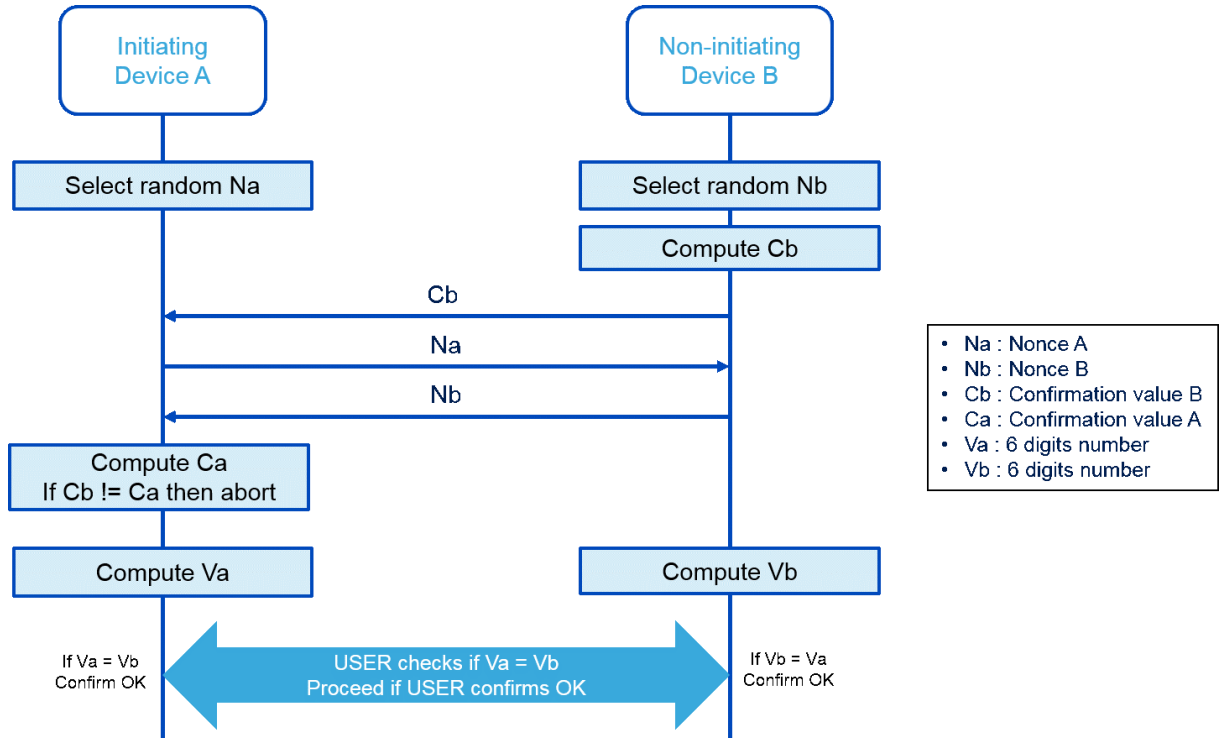 Initiating
Device A
Non-initiating
Device B
Select random Na
Select random Nb
Compute Cb
Cb
Na
Nb
• Na : Nonce A
• Nb : Nonce B
• Cb : Confirmation value B
• Ca : Confirmation value A
• Va : 6 digits number
• Vb : 6 digits number
Compute Ca
If Cb != Ca then abort
Compute Va
Compute Vb
If Va = Vb
Confirm OK
USER checks if Va = Vb
Proceed if USER confirms OK
If Vb = Va
Confirm OK